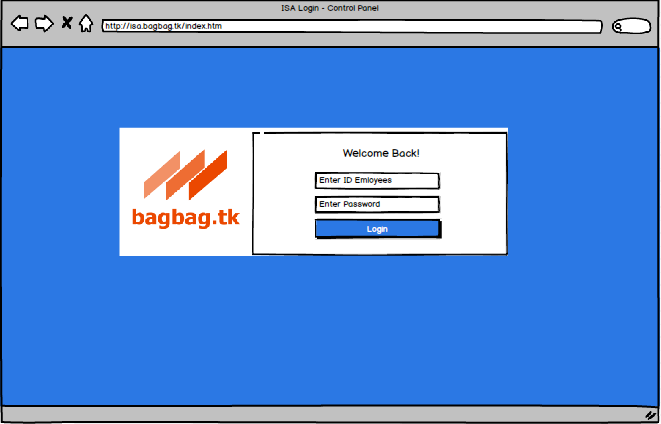 ISA Login - Control Panel
http://isa.bagbag.tk/index.htm
Welcome Back!
Enter ID Emloyees
Enter Password
Login
bagbag.tk